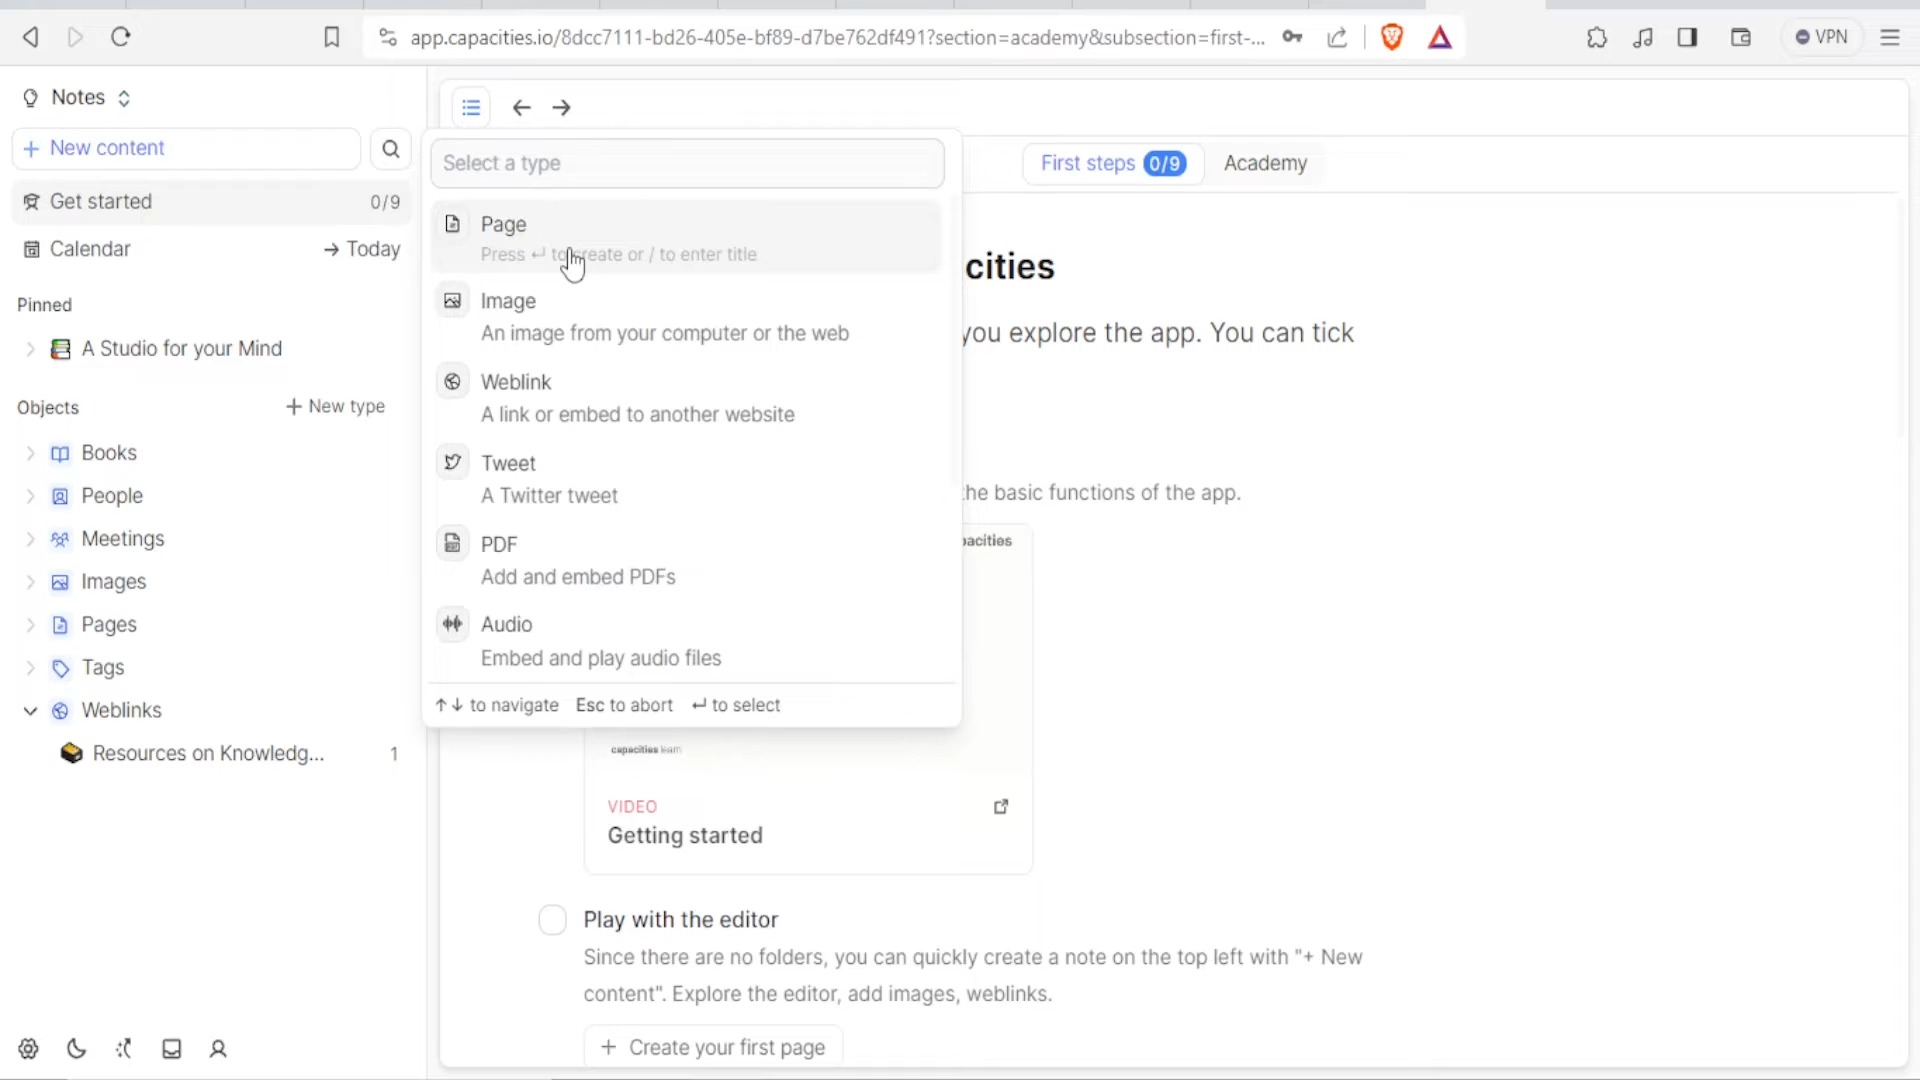 app.capacities.io/8dcc7111-bd26-405e-bf89-d7be762df491?section=academy&subsection=first-...
VPN
Notes
+ New content
Get started 0/9
Calendar → Today
Pinned
A Studio for your Mind
Objects + New type
Books
People
Meetings
Images
Pages
Tags
Weblinks
Resources on Knowledg... 1
Select a type
Page
Press ↵ to create or / to enter title
Image
An image from your computer or the web
Weblink
A link or embed to another website
Tweet
A Twitter tweet
PDF
Add and embed PDFs
Audio
Embed and play audio files
↑↓ to navigate Esc to abort ↵ to select
First steps 0/9 Academy
cities
you explore the app. You can tick
the basic functions of the app.
pacities
capacities learn
VIDEO
Getting started
Play with the editor
Since there are no folders, you can quickly create a note on the top left with "+ New
content". Explore the editor, add images, weblinks.
+ Create your first page